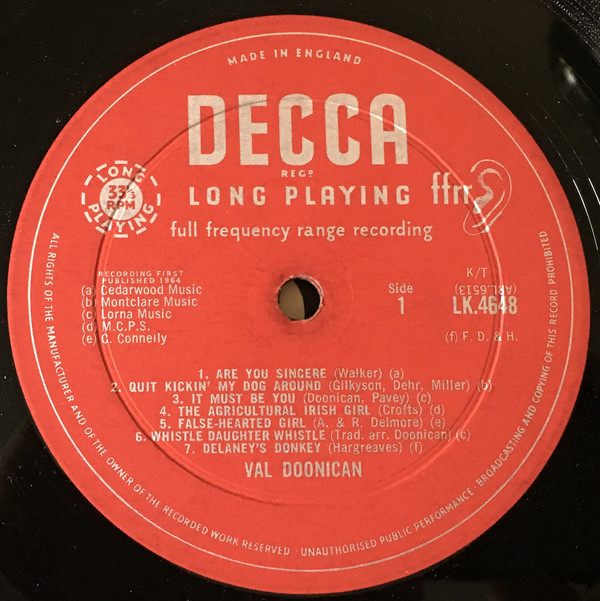 MADE IN ENGLAND
DECCA
REGD
LONG PLAYING ffrr
LONG PLAYING 33⅓ RPM
full frequency range recording
RECORDING FIRST
PUBLISHED 1964
(a) Cedarwood Music
(b) Montclare Music
(c) Lorna Music
(d) M.C.P.S.
(e) C. Connelly
Side
1
K/T
(ARL.6513)
LK.4648
(f) F. D. & H.
1. ARE YOU SINCERE (Walker) (a)
2. QUIT KICKIN' MY DOG AROUND (Gilkyson, Dehr, Miller) (b)
3. IT MUST BE YOU (Doonican, Pavey) (c)
4. THE AGRICULTURAL IRISH GIRL (Crofts) (d)
5. FALSE-HEARTED GIRL (A. & R. Delmore) (e)
6. WHISTLE DAUGHTER WHISTLE (Trad. arr. Doonican) (c)
7. DELANEY'S DONKEY (Hargreaves) (f)
VAL DOONICAN
ALL RIGHTS OF THE MANUFACTURER AND OF THE OWNER OF THE RECORDED WORK RESERVED · UNAUTHORISED PUBLIC PERFORMANCE · BROADCASTING AND COPYING OF THIS RECORD PROHIBITED